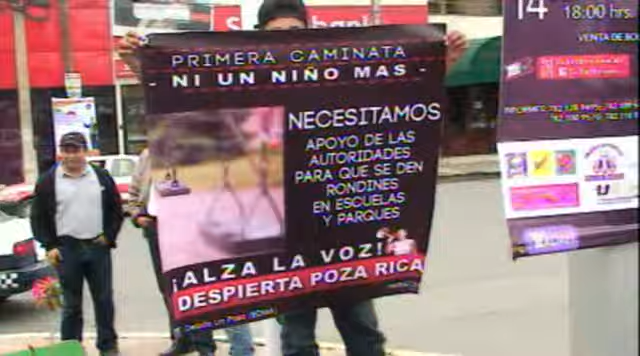 PRIMERA CAMINATA
- NI UN NIÑO MAS -
NECESITAMOS
APOYO DE LAS
AUTORIDADES
PARA QUE SE DEN
RONDINES
EN ESCUELAS
Y PARQUES
¡ALZA LA VOZ!
DESPIERTA POZA RICA
14
18:00 hrs.